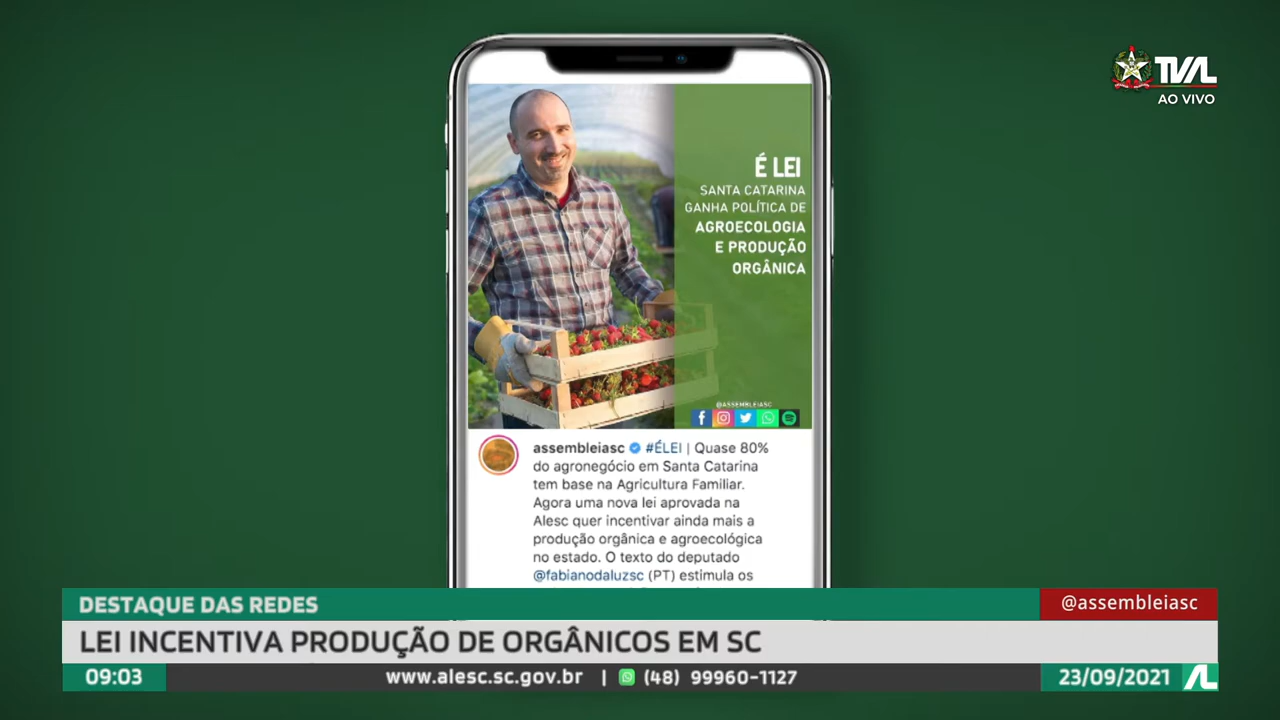 TVAL
AO VIVO
É LEI
SANTA CATARINA
GANHA POLÍTICA DE
AGROECOLOGIA
E PRODUÇÃO
ORGÂNICA
@ASSEMBLEIASC
assembleiasc #ÉLEI | Quase 80%
do agronegócio em Santa Catarina
tem base na Agricultura Familiar.
Agora uma nova lei aprovada na
Alesc quer incentivar ainda mais a
produção orgânica e agroecológica
no estado. O texto do deputado
@fabianodaluzsc (PT) estimula os
DESTAQUE DAS REDES
@assembleiasc
LEI INCENTIVA PRODUÇÃO DE ORGÂNICOS EM SC
09:03
www.alesc.sc.gov.br | (48) 99960-1127
23/09/2021
AL